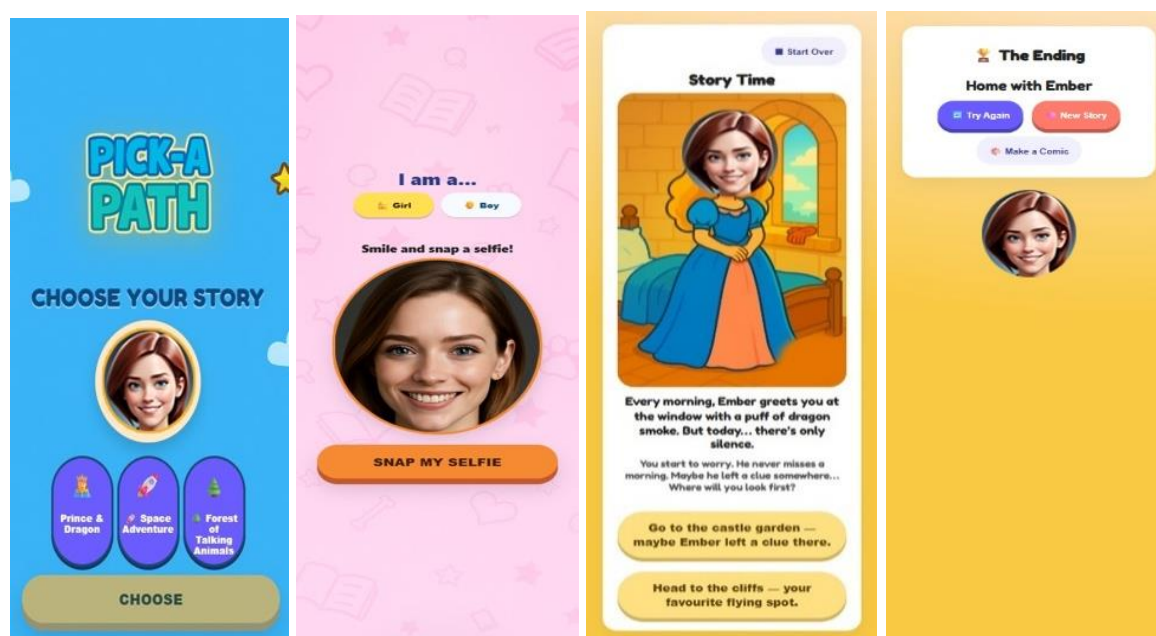 PICK-A
PATH
CHOOSE YOUR STORY
Prince &
Dragon
Space
Adventure
Forest
of
Talking
Animals
CHOOSE
I am a...
Girl
Boy
Smile and snap a selfie!
SNAP MY SELFIE
Start Over
Story Time
Every morning, Ember greets you at
the window with a puff of dragon
smoke. But today... there's only
silence.
You start to worry. He never misses a
morning. Maybe he left a clue somewhere...
Where will you look first?
Go to the castle garden —
maybe Ember left a clue there.
Head to the cliffs — your
favourite flying spot.
The Ending
Home with Ember
Try Again
New Story
Make a Comic